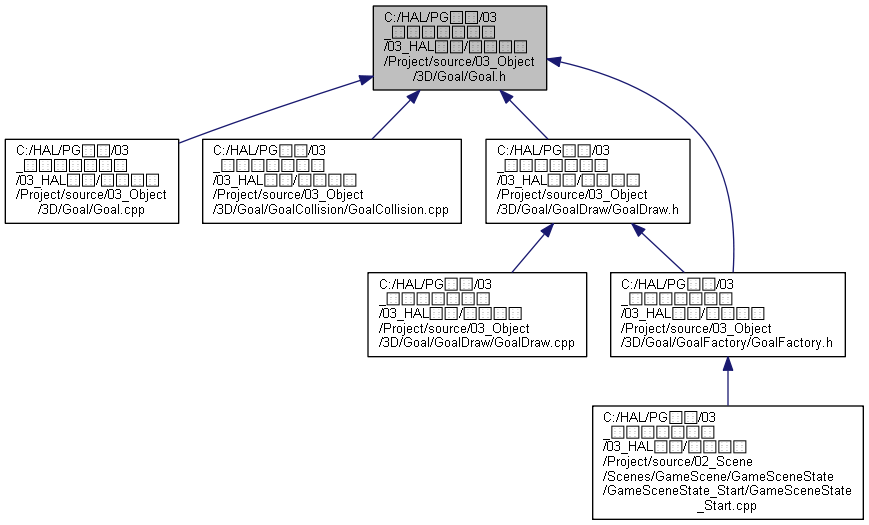 C:/HAL/PG□□/03
_□□□□□□□
/03_HAL□□/□□□□
/Project/source/03_Object
/3D/Goal/Goal.h
C:/HAL/PG□□/03
_□□□□□□□
/03_HAL□□/□□□□
/Project/source/03_Object
/3D/Goal/Goal.cpp
C:/HAL/PG□□/03
_□□□□□□□
/03_HAL□□/□□□□
/Project/source/03_Object
/3D/Goal/GoalCollision/GoalCollision.cpp
C:/HAL/PG□□/03
_□□□□□□□
/03_HAL□□/□□□□
/Project/source/03_Object
/3D/Goal/GoalDraw/GoalDraw.h
C:/HAL/PG□□/03
_□□□□□□□
/03_HAL□□/□□□□
/Project/source/03_Object
/3D/Goal/GoalDraw/GoalDraw.cpp
C:/HAL/PG□□/03
_□□□□□□□
/03_HAL□□/□□□□
/Project/source/03_Object
/3D/Goal/GoalFactory/GoalFactory.h
C:/HAL/PG□□/03
_□□□□□□□
/03_HAL□□/□□□□
/Project/source/02_Scene
/Scenes/GameScene/GameSceneState
/GameSceneState_Start/GameSceneState
_Start.cpp